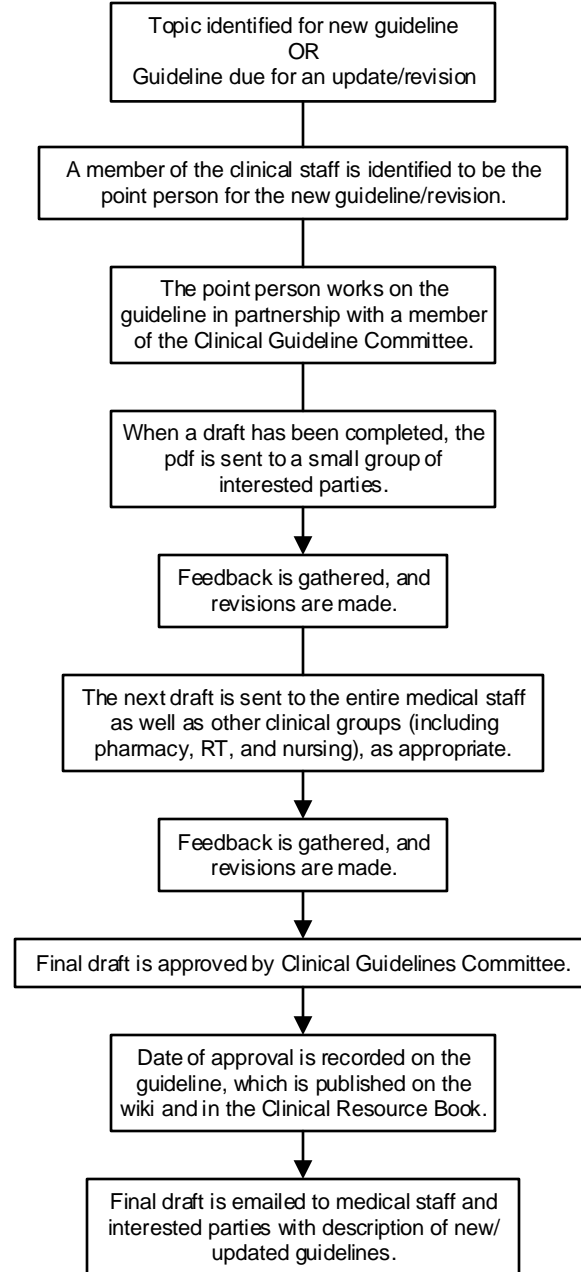 Topic identified for new guideline
OR
Guideline due for an update/revision
A member of the clinical staff is identified to be the
point person for the new guideline/revision.
The point person works on the
guideline in partnership with a member
of the Clinical Guideline Committee.
When a draft has been completed, the
pdf is sent to a small group of
interested parties.
Feedback is gathered, and
revisions are made.
The next draft is sent to the entire medical staff
as well as other clinical groups (including
pharmacy, RT, and nursing), as appropriate.
Feedback is gathered, and
revisions are made.
Final draft is approved by Clinical Guidelines Committee.
Date of approval is recorded on the
guideline, which is published on the
wiki and in the Clinical Resource Book.
Final draft is emailed to medical staff and
interested parties with description of new/
updated guidelines.